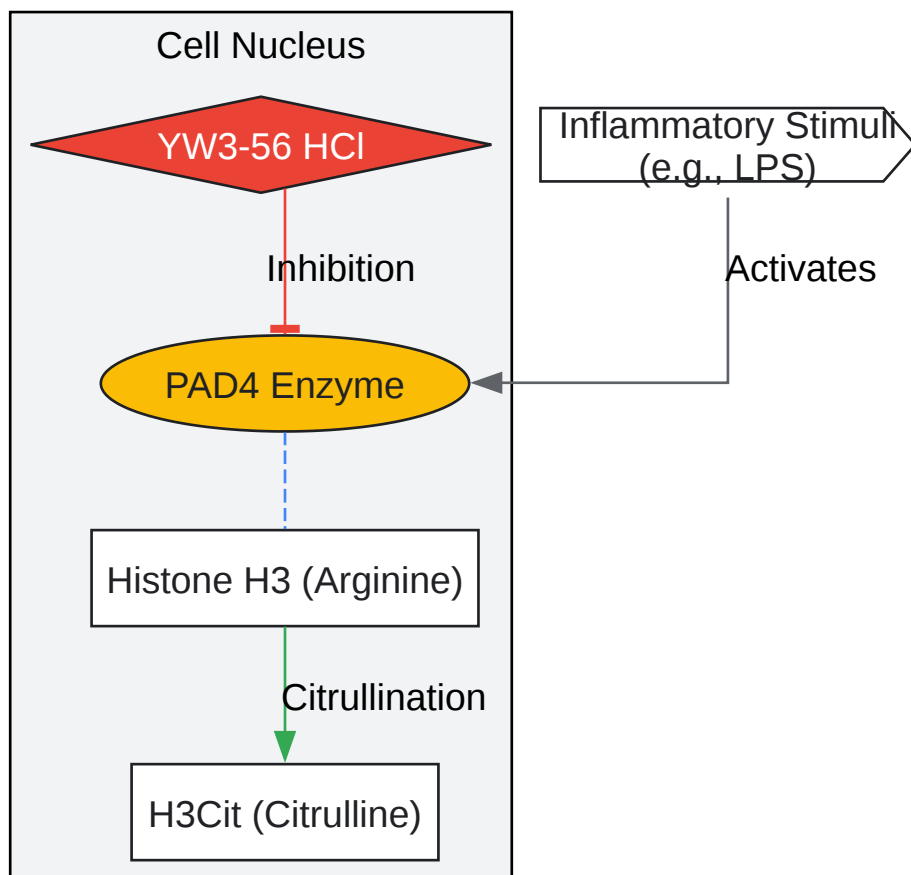 Cell Nucleus
YW3-56 HCl
Inflammatory Stimuli
(e.g., LPS)
Inhibition
Activates
PAD4 Enzyme
Histone H3 (Arginine)
Citrullination
H3Cit (Citrulline)